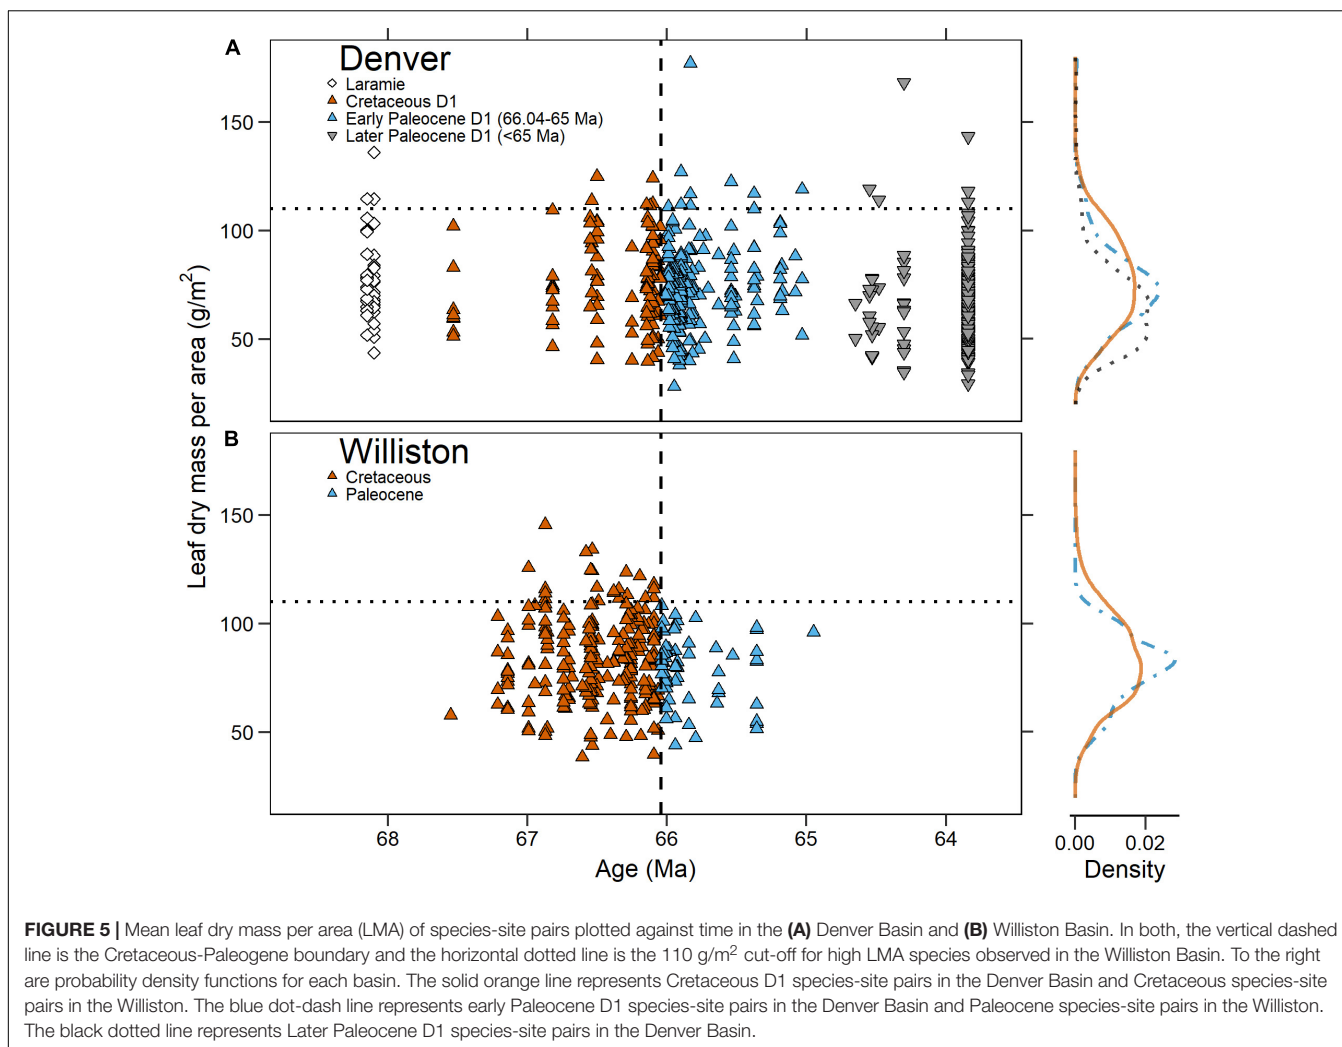 A
Denver
Laramie
Cretaceous D1
Early Paleocene D1 (66.04-65 Ma)
Later Paleocene D1 (<65 Ma)
150
100
50
B
Williston
Cretaceous
Paleocene
150
100
50
Leaf dry mass per area (g/m²)
68 67 66 65 64
Age (Ma)
0.00 0.02
Density
FIGURE 5 | Mean leaf dry mass per area (LMA) of species-site pairs plotted against time in the (A) Denver Basin and (B) Williston Basin. In both, the vertical dashed
line is the Cretaceous-Paleogene boundary and the horizontal dotted line is the 110 g/m² cut-off for high LMA species observed in the Williston Basin. To the right
are probability density functions for each basin. The solid orange line represents Cretaceous D1 species-site pairs in the Denver Basin and Cretaceous species-site
pairs in the Williston. The blue dot-dash line represents early Paleocene D1 species-site pairs in the Denver Basin and Paleocene species-site pairs in the Williston.
The black dotted line represents Later Paleocene D1 species-site pairs in the Denver Basin.